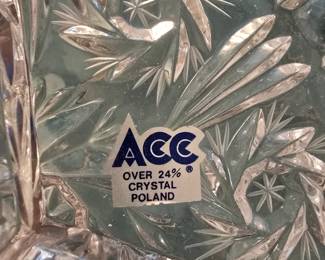 ACC®
OVER 24%
CRYSTAL
POLAND